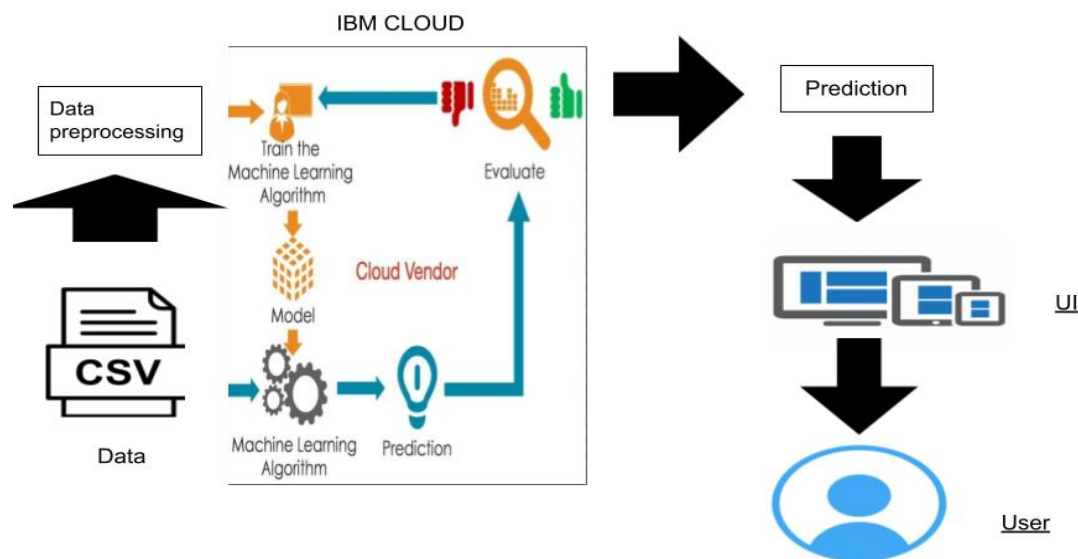 IBM CLOUD
Data
preprocessing
Train the
Machine Learning
Algorithm
Evaluate
Cloud Vendor
Model
Machine Learning
Algorithm
Prediction
CSV
Data
Prediction
UI
User